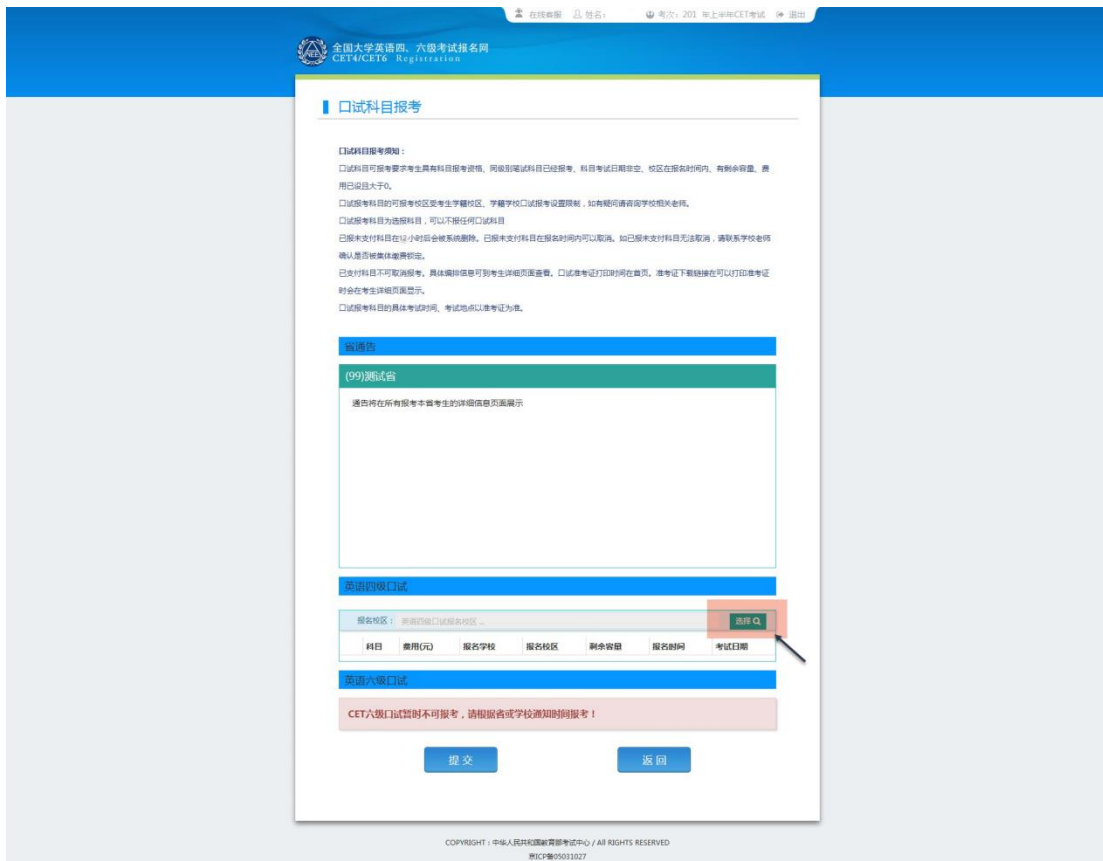 在线客服 姓名： 考次：201 年上半年CET考试 退出
全国大学英语四、六级考试报名网
CET4/CET6 Registration
口试科目报考
口试科目报考须知：
口试科目可报考要求考生具有科目报考资格、同级别笔试科目已经报考、科目考试日期非空、校区在报名时间内、有剩余容量、费
用已设且大于0。
口试报考科目的可报考校区受考生学籍校区、学籍学校口试报考设置限制，如有疑问请咨询学校相关老师。
口试报考科目为选报科目，可以不报任何口试科目
已报未支付科目在12小时后会被系统删除。已报未支付科目在报名时间内可以取消。如已报未支付科目无法取消，请联系学校老师
确认是否被集体缴费锁定。
已支付科目不可取消报考。具体编排信息可到考生详细页面查看。口试准考证打印时间在首页。准考证下载链接在可以打印准考证
时会在考生详细页面显示。
口试报考科目的具体考试时间、考试地点以准考证为准。
省通告
(99)测试省
通告将在所有报考本省考生的详细信息页面展示
英语四级口试
报名校区： 英语四级口试报名校区 ... 选择
科目 费用(元) 报名学校 报名校区 剩余容量 报名时间 考试日期
英语六级口试
CET六级口试暂时不可报考，请根据省或学校通知时间报考！
提 交 返 回
COPYRIGHT：中华人民共和国教育部考试中心 / All RIGHTS RESERVED
京ICP备05031027